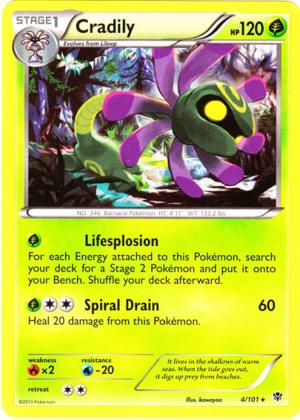 STAGE1
Cradily
HP120
Evolves from Lileep
NO. 346 Barnacle Pokémon HT. 4'11" WT. 133.2 lbs
Lifesplosion
For each Energy attached to this Pokémon, search
your deck for a Stage 2 Pokémon and put it onto
your Bench. Shuffle your deck afterward.
Spiral Drain 60
Heal 20 damage from this Pokémon.
weakness
×2
resistance
-20
retreat
It lives in the shallows of warm
seas. When the tide goes out,
it digs up prey from beaches.
©2013 Pokémon
Illus. kawayoo
4/101 ★